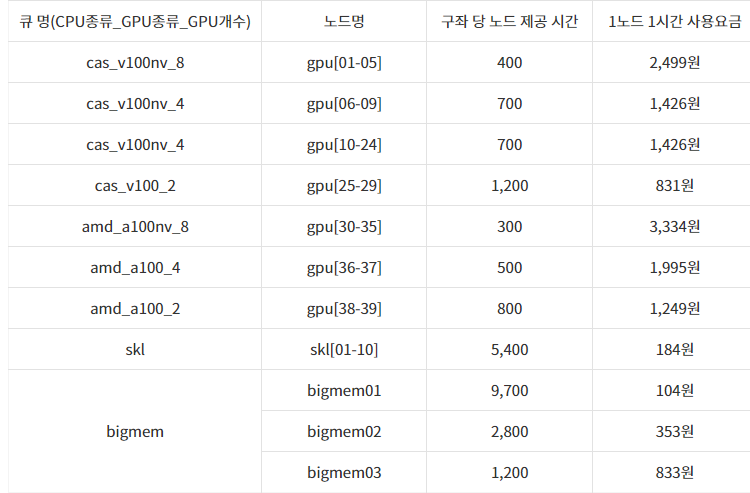 큐 명(CPU종류_GPU종류_GPU개수) 노드명 구좌 당 노드 제공 시간 1노드 1시간 사용요금
cas_v100nv_8 gpu[01-05] 400 2,499원
cas_v100nv_4 gpu[06-09] 700 1,426원
cas_v100nv_4 gpu[10-24] 700 1,426원
cas_v100_2 gpu[25-29] 1,200 831원
amd_a100nv_8 gpu[30-35] 300 3,334원
amd_a100_4 gpu[36-37] 500 1,995원
amd_a100_2 gpu[38-39] 800 1,249원
skl skl[01-10] 5,400 184원
bigmem bigmem01 9,700 104원
bigmem02 2,800 353원
bigmem03 1,200 833원